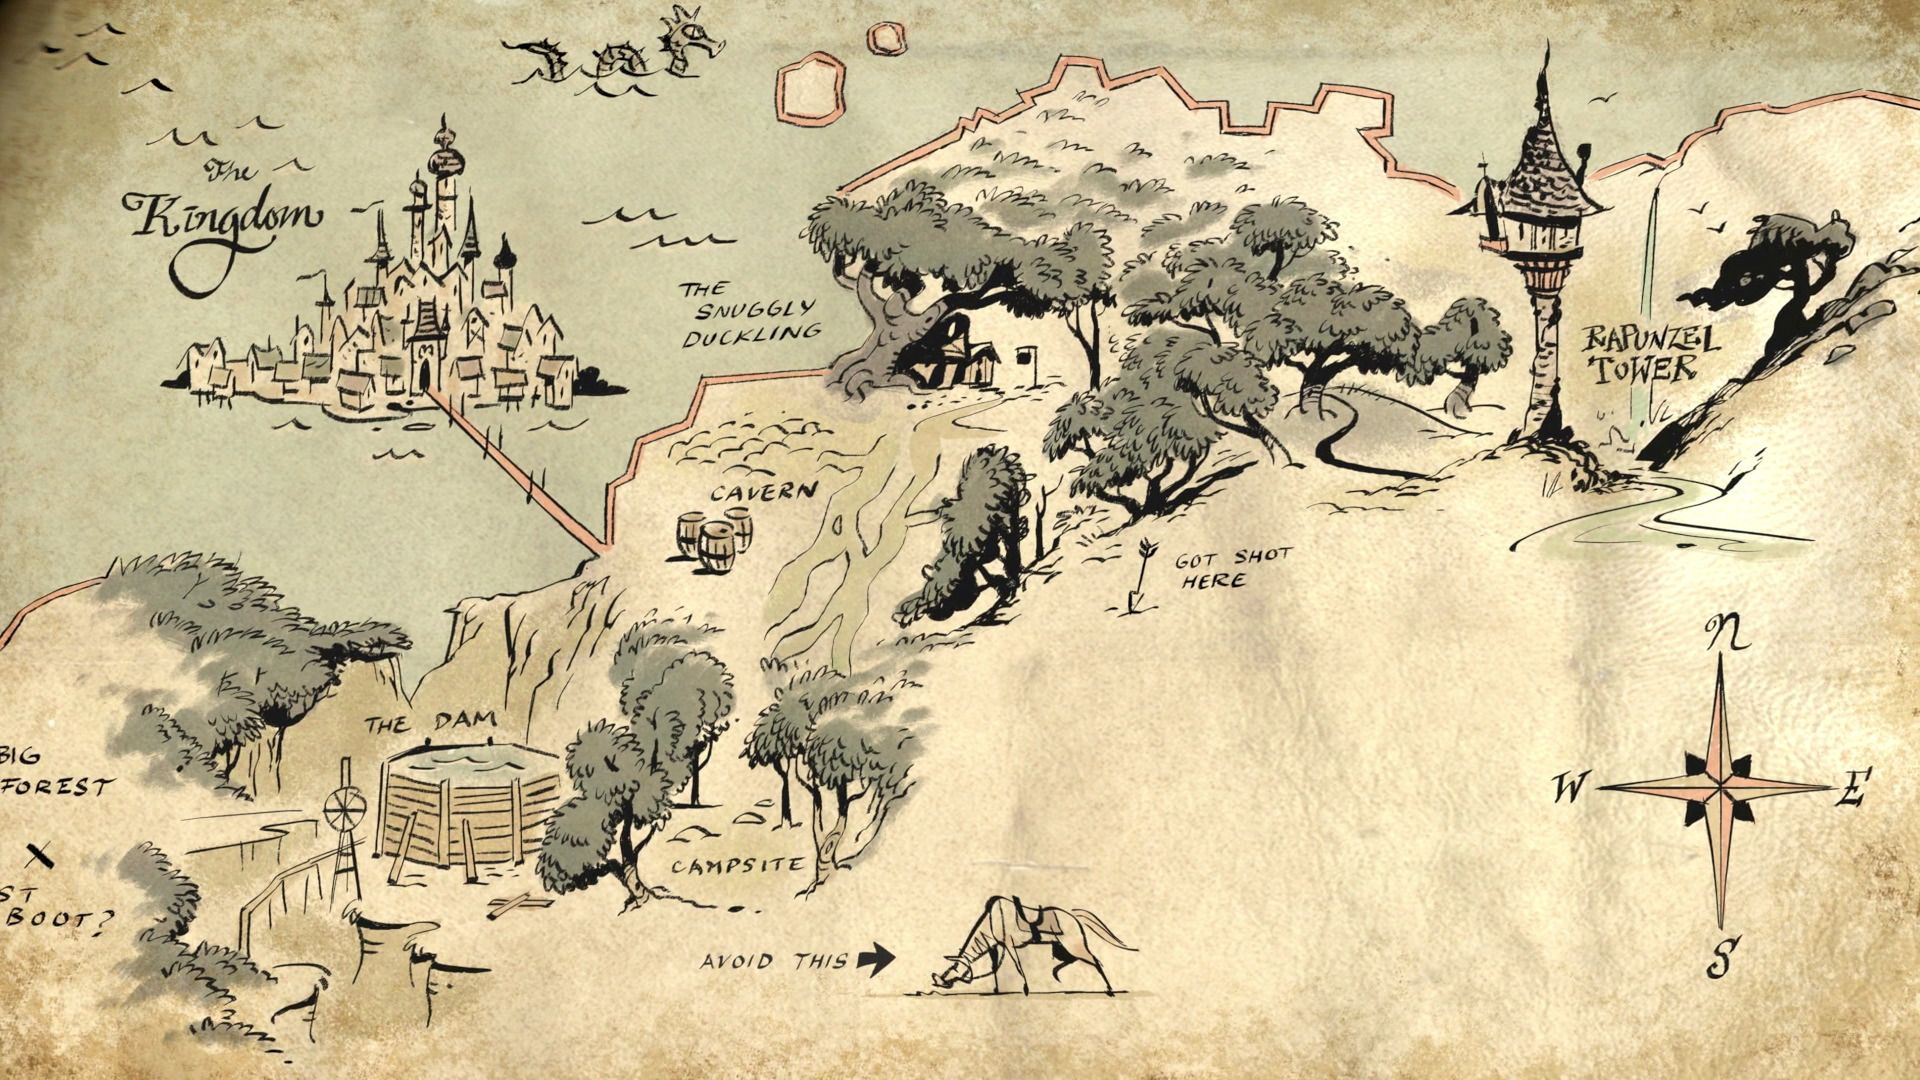 The
Kingdom
THE
SNUGGLY
DUCKLING
RAPUNZEL
TOWER
CAVERN
GOT SHOT
HERE
N
W
E
S
THE DAM
BIG
FOREST
CAMPSITE
ST
BOOT?
AVOID THIS